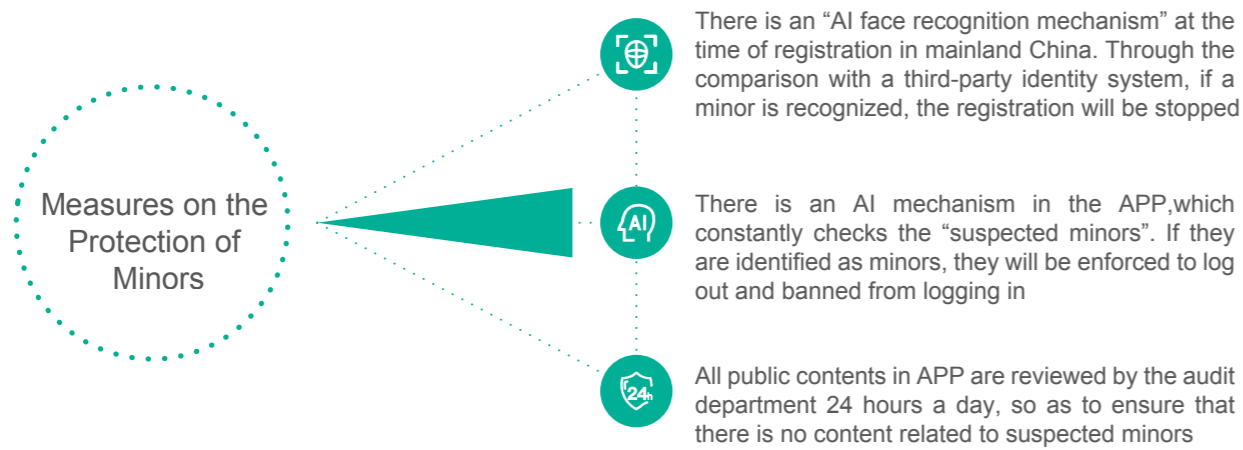 Measures on the
Protection of
Minors
There is an “AI face recognition mechanism” at the
time of registration in mainland China. Through the
comparison with a third-party identity system, if a
minor is recognized, the registration will be stopped
AI
There is an AI mechanism in the APP,which
constantly checks the “suspected minors”. If they
are identified as minors, they will be enforced to log
out and banned from logging in
24h
All public contents in APP are reviewed by the audit
department 24 hours a day, so as to ensure that
there is no content related to suspected minors